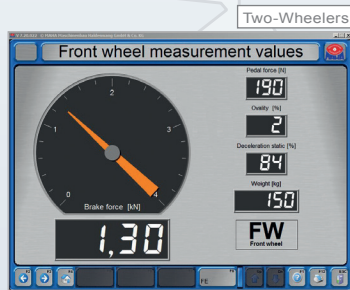 Two-Wheelers
Front wheel measurement values
0
1
2
3
4
Brake force [kN]
1,30
Pedal force [N]
190
Ovality [%]
2
Deceleration static [%]
84
Weight [kg]
150
FW
Front wheel
FE